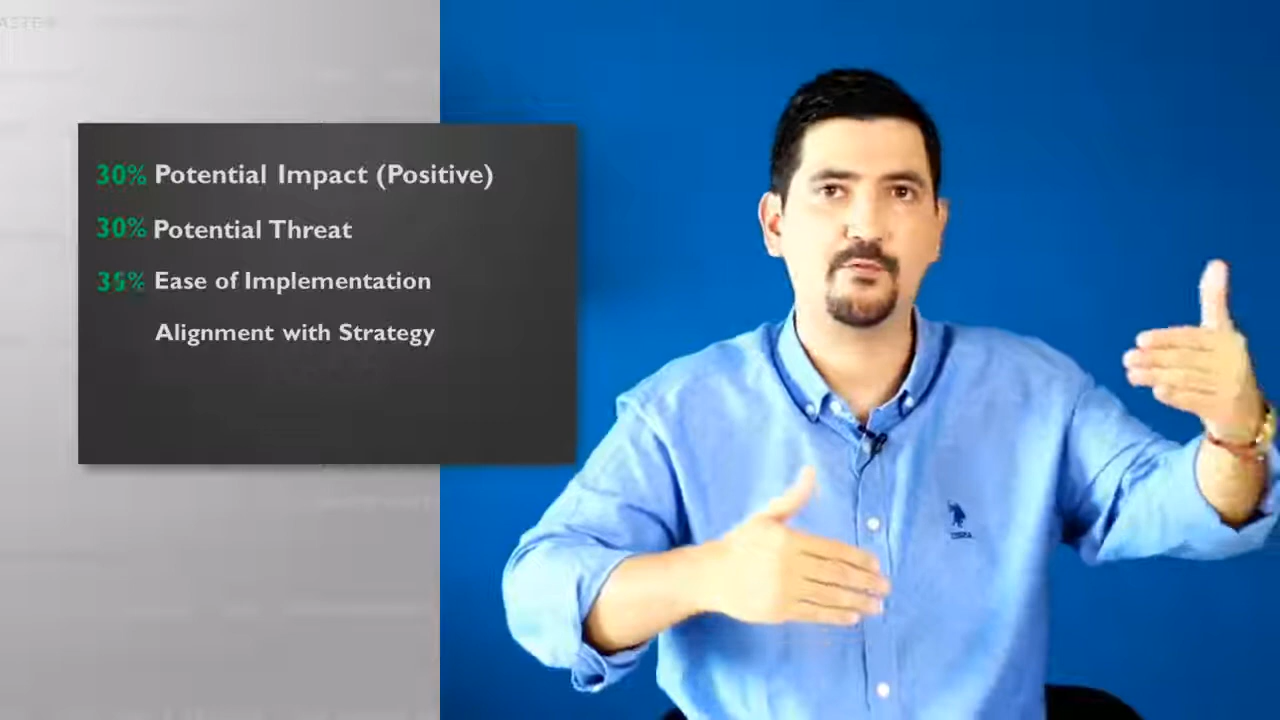 30% Potential Impact (Positive)
30% Potential Threat
Ease of Implementation
Alignment with Strategy